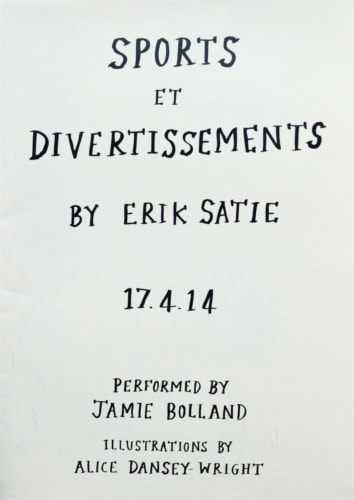 SPORTS
ET
DIVERTISSEMENTS
BY ERIK SATIE
17.4.14
PERFORMED BY
JAMIE BOLLAND
ILLUSTRATIONS BY
ALICE DANSEY-WRIGHT